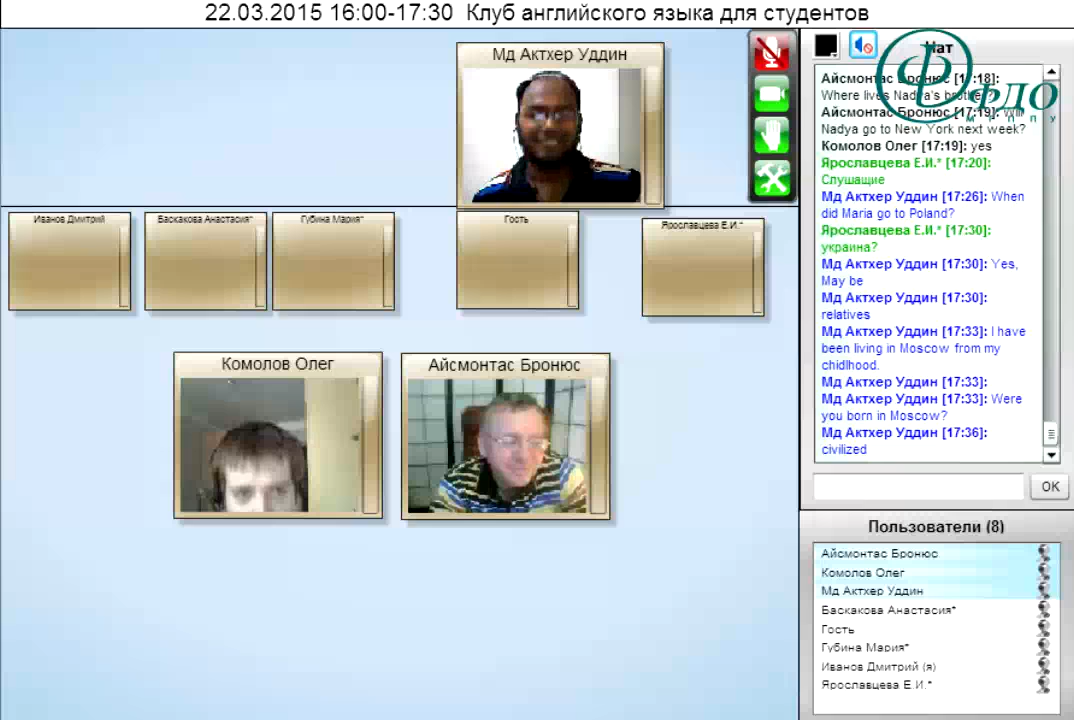 22.03.2015 16:00-17:30 Клуб английского языка для студентов
Мд Актхер Уддин
Иванов Дмитрий
Баскакова Анастасия*
Губина Мария*
Гость
Ярославцева Е.И.*
Комолов Олег
Айсмонтас Бронюс
Чат
ФДО
МГППУ
Айсмонтас Бронюс [17:18]:
Where lives Nadya's brother?
Айсмонтас Бронюс [17:19]: Will
Nadya go to New York next week?
Комолов Олег [17:19]: yes
Ярославцева Е.И.* [17:20]:
Слушащие
Мд Актхер Уддин [17:26]: When
did Maria go to Poland?
Ярославцева Е.И.* [17:30]:
украина?
Мд Актхер Уддин [17:30]: Yes,
May be
Мд Актхер Уддин [17:30]:
relatives
Мд Актхер Уддин [17:33]: I have
been living in Moscow from my
chidlhood.
Мд Актхер Уддин [17:33]:
Мд Актхер Уддин [17:33]: Were
you born in Moscow?
Мд Актхер Уддин [17:36]:
civilized
OK
Пользователи (8)
Айсмонтас Бронюс
Комолов Олег
Мд Актхер Уддин
Баскакова Анастасия*
Гость
Губина Мария*
Иванов Дмитрий (я)
Ярославцева Е.И.*